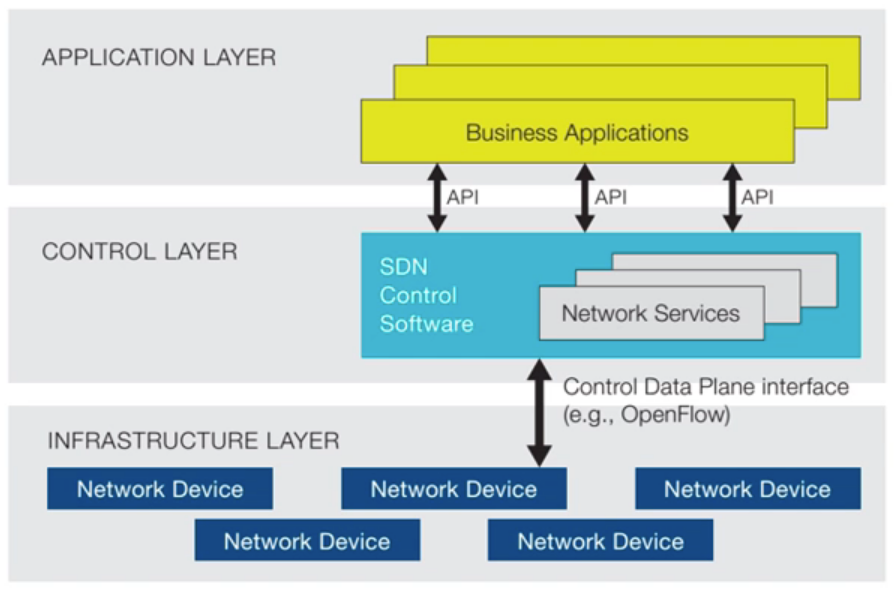 APPLICATION LAYER
Business Applications
API
API
API
CONTROL LAYER
SDN
Control
Software
Network Services
Control Data Plane interface
(e.g., OpenFlow)
INFRASTRUCTURE LAYER
Network Device
Network Device
Network Device
Network Device
Network Device